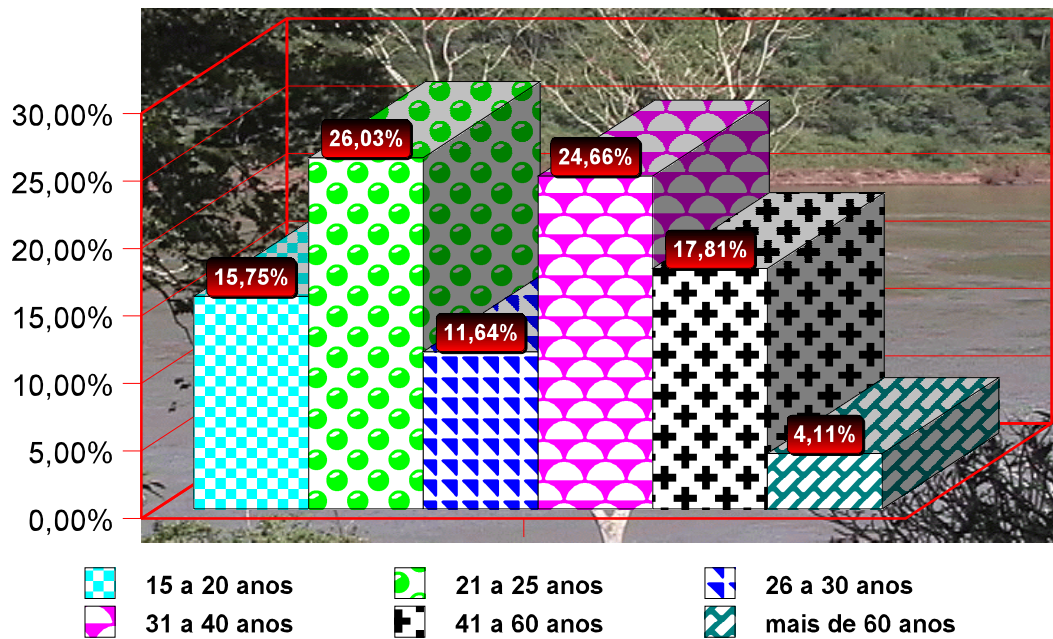 30,00%
25,00%
20,00%
15,00%
10,00%
5,00%
0,00%
15,75%
26,03%
11,64%
24,66%
17,81%
4,11%
15 a 20 anos
21 a 25 anos
26 a 30 anos
31 a 40 anos
41 a 60 anos
mais de 60 anos